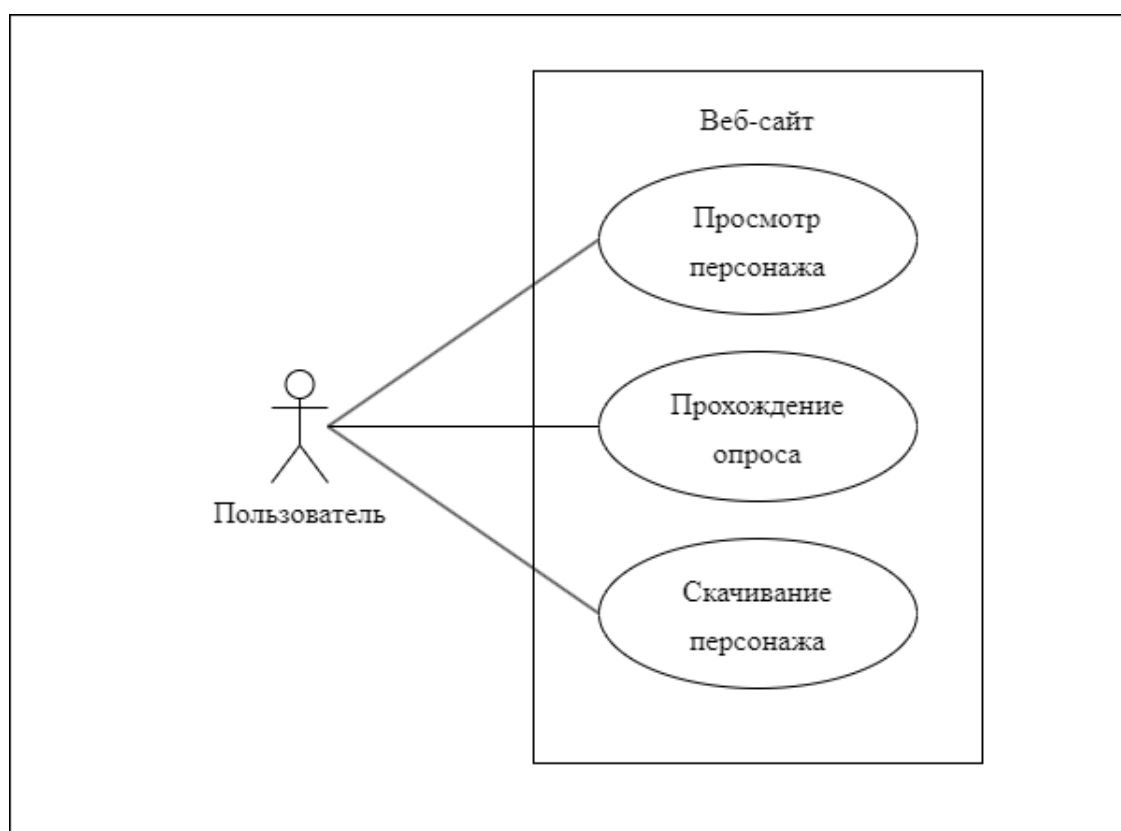 Веб-сайт
Просмотр
персонажа
Прохождение
опроса
Пользователь
Скачивание
персонажа